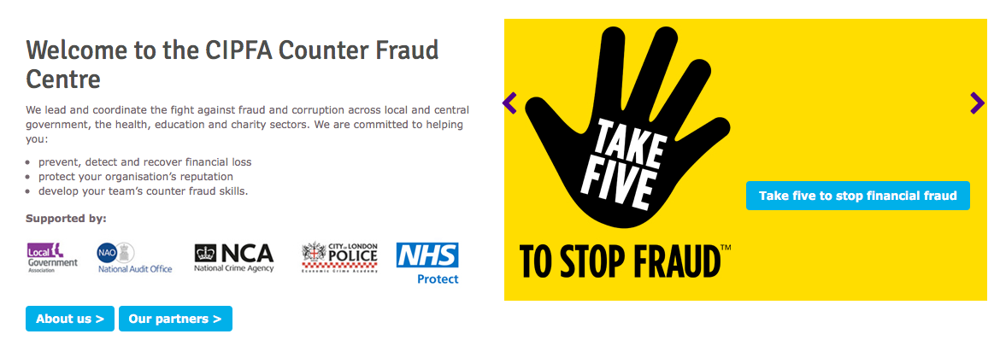 Welcome to the CIPFA Counter Fraud
Centre
We lead and coordinate the fight against fraud and corruption across local and central
government, the health, education and charity sectors. We are committed to helping
you:
prevent, detect and recover financial loss
protect your organisation's reputation
develop your team's counter fraud skills.
Supported by:
Local
Government
Association
NAO
National Audit Office
NCA
National Crime Agency
CITY OF LONDON
POLICE
Economic Crime Academy
NHS
Protect
About us >
Our partners >
TAKE
FIVE
TO STOP FRAUD™
Take five to stop financial fraud